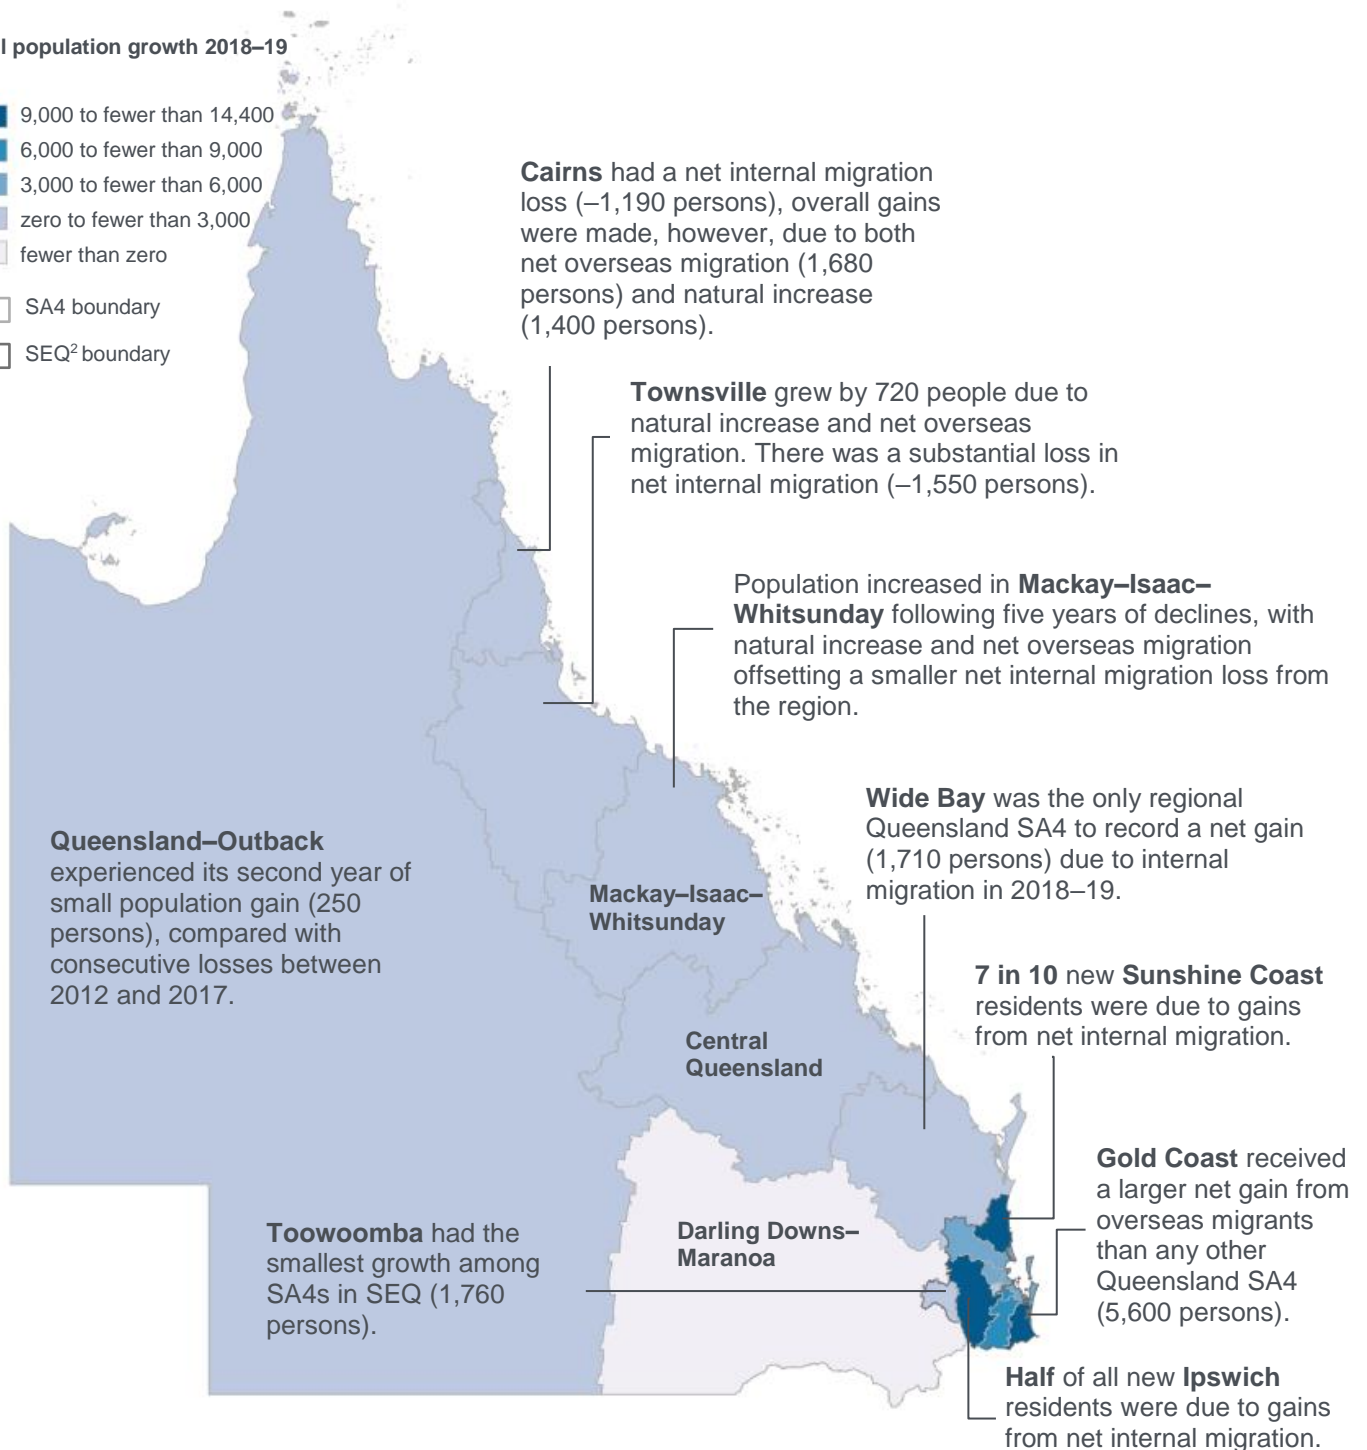 l population growth 2018–19
9,000 to fewer than 14,400
6,000 to fewer than 9,000
3,000 to fewer than 6,000
zero to fewer than 3,000
fewer than zero
SA4 boundary
SEQ² boundary
Cairns had a net internal migration
loss (–1,190 persons), overall gains
were made, however, due to both
net overseas migration (1,680
persons) and natural increase
(1,400 persons).
Townsville grew by 720 people due to
natural increase and net overseas
migration. There was a substantial loss in
net internal migration (–1,550 persons).
Population increased in Mackay–Isaac–
Whitsunday following five years of declines, with
natural increase and net overseas migration
offsetting a smaller net internal migration loss from
the region.
Wide Bay was the only regional
Queensland SA4 to record a net gain
(1,710 persons) due to internal
migration in 2018–19.
Queensland–Outback
experienced its second year of
small population gain (250
persons), compared with
consecutive losses between
2012 and 2017.
Mackay–Isaac–
Whitsunday
7 in 10 new Sunshine Coast
residents were due to gains
from net internal migration.
Central
Queensland
Gold Coast received
a larger net gain from
overseas migrants
than any other
Queensland SA4
(5,600 persons).
Toowoomba had the
smallest growth among
SA4s in SEQ (1,760
persons).
Darling Downs–
Maranoa
Half of all new Ipswich
residents were due to gains
from net internal migration.